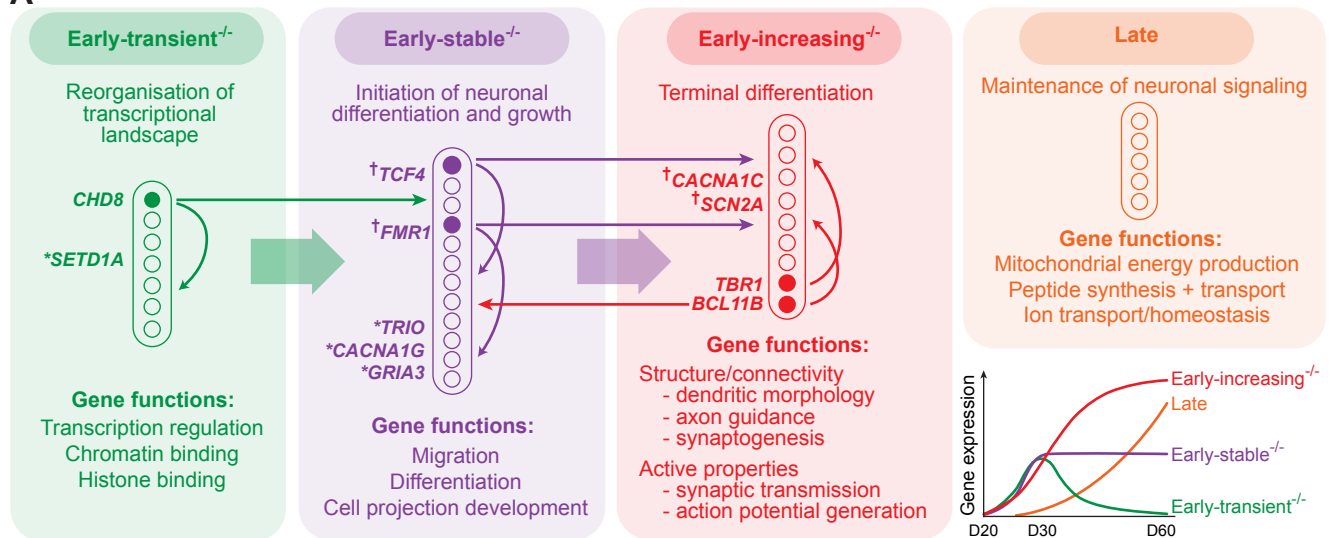 A
Early-transient-/-
Reorganisation of
transcriptional
landscape
CHD8
*SETD1A
Gene functions:
Transcription regulation
Chromatin binding
Histone binding
Early-stable-/-
Initiation of neuronal
differentiation and growth
†TCF4
†FMR1
*TRIO
*CACNA1G
*GRIA3
Gene functions:
Migration
Differentiation
Cell projection development
Early-increasing-/-
Terminal differentiation
†CACNA1C
†SCN2A
TBR1
BCL11B
Gene functions:
Structure/connectivity
- dendritic morphology
- axon guidance
- synaptogenesis
Active properties
- synaptic transmission
- action potential generation
Late
Maintenance of neuronal signaling
Gene functions:
Mitochondrial energy production
Peptide synthesis + transport
Ion transport/homeostasis
Gene expression
Early-increasing-/-
Late
Early-stable-/-
Early-transient-/-
D20
D30
D60